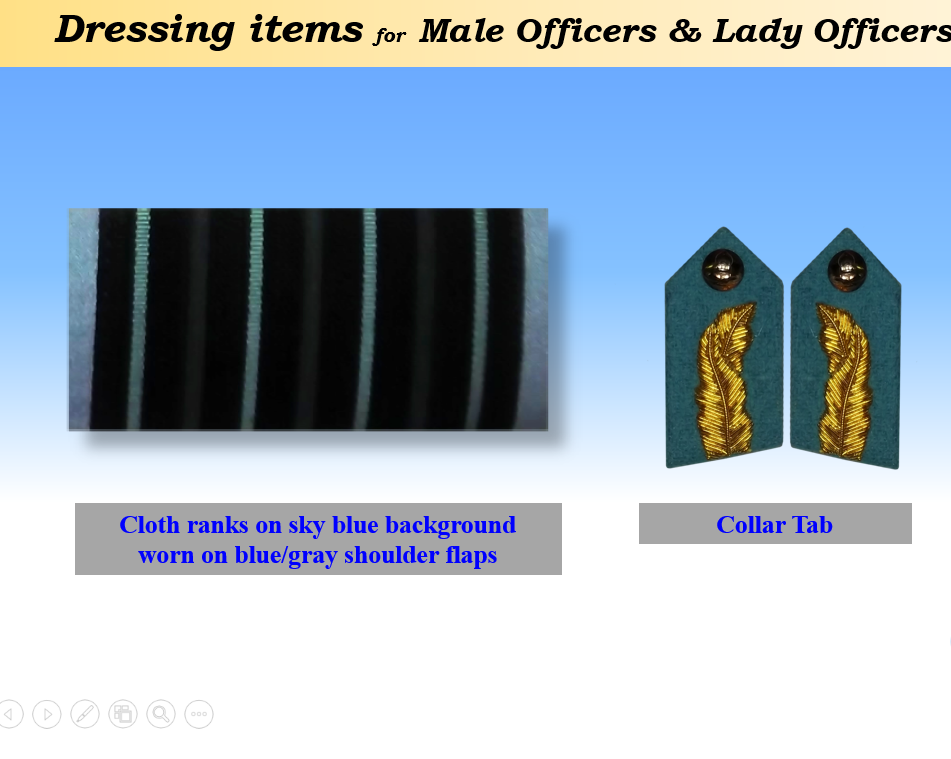 Dressing items for Male Officers & Lady Officers
Cloth ranks on sky blue background
worn on blue/gray shoulder flaps
Collar Tab